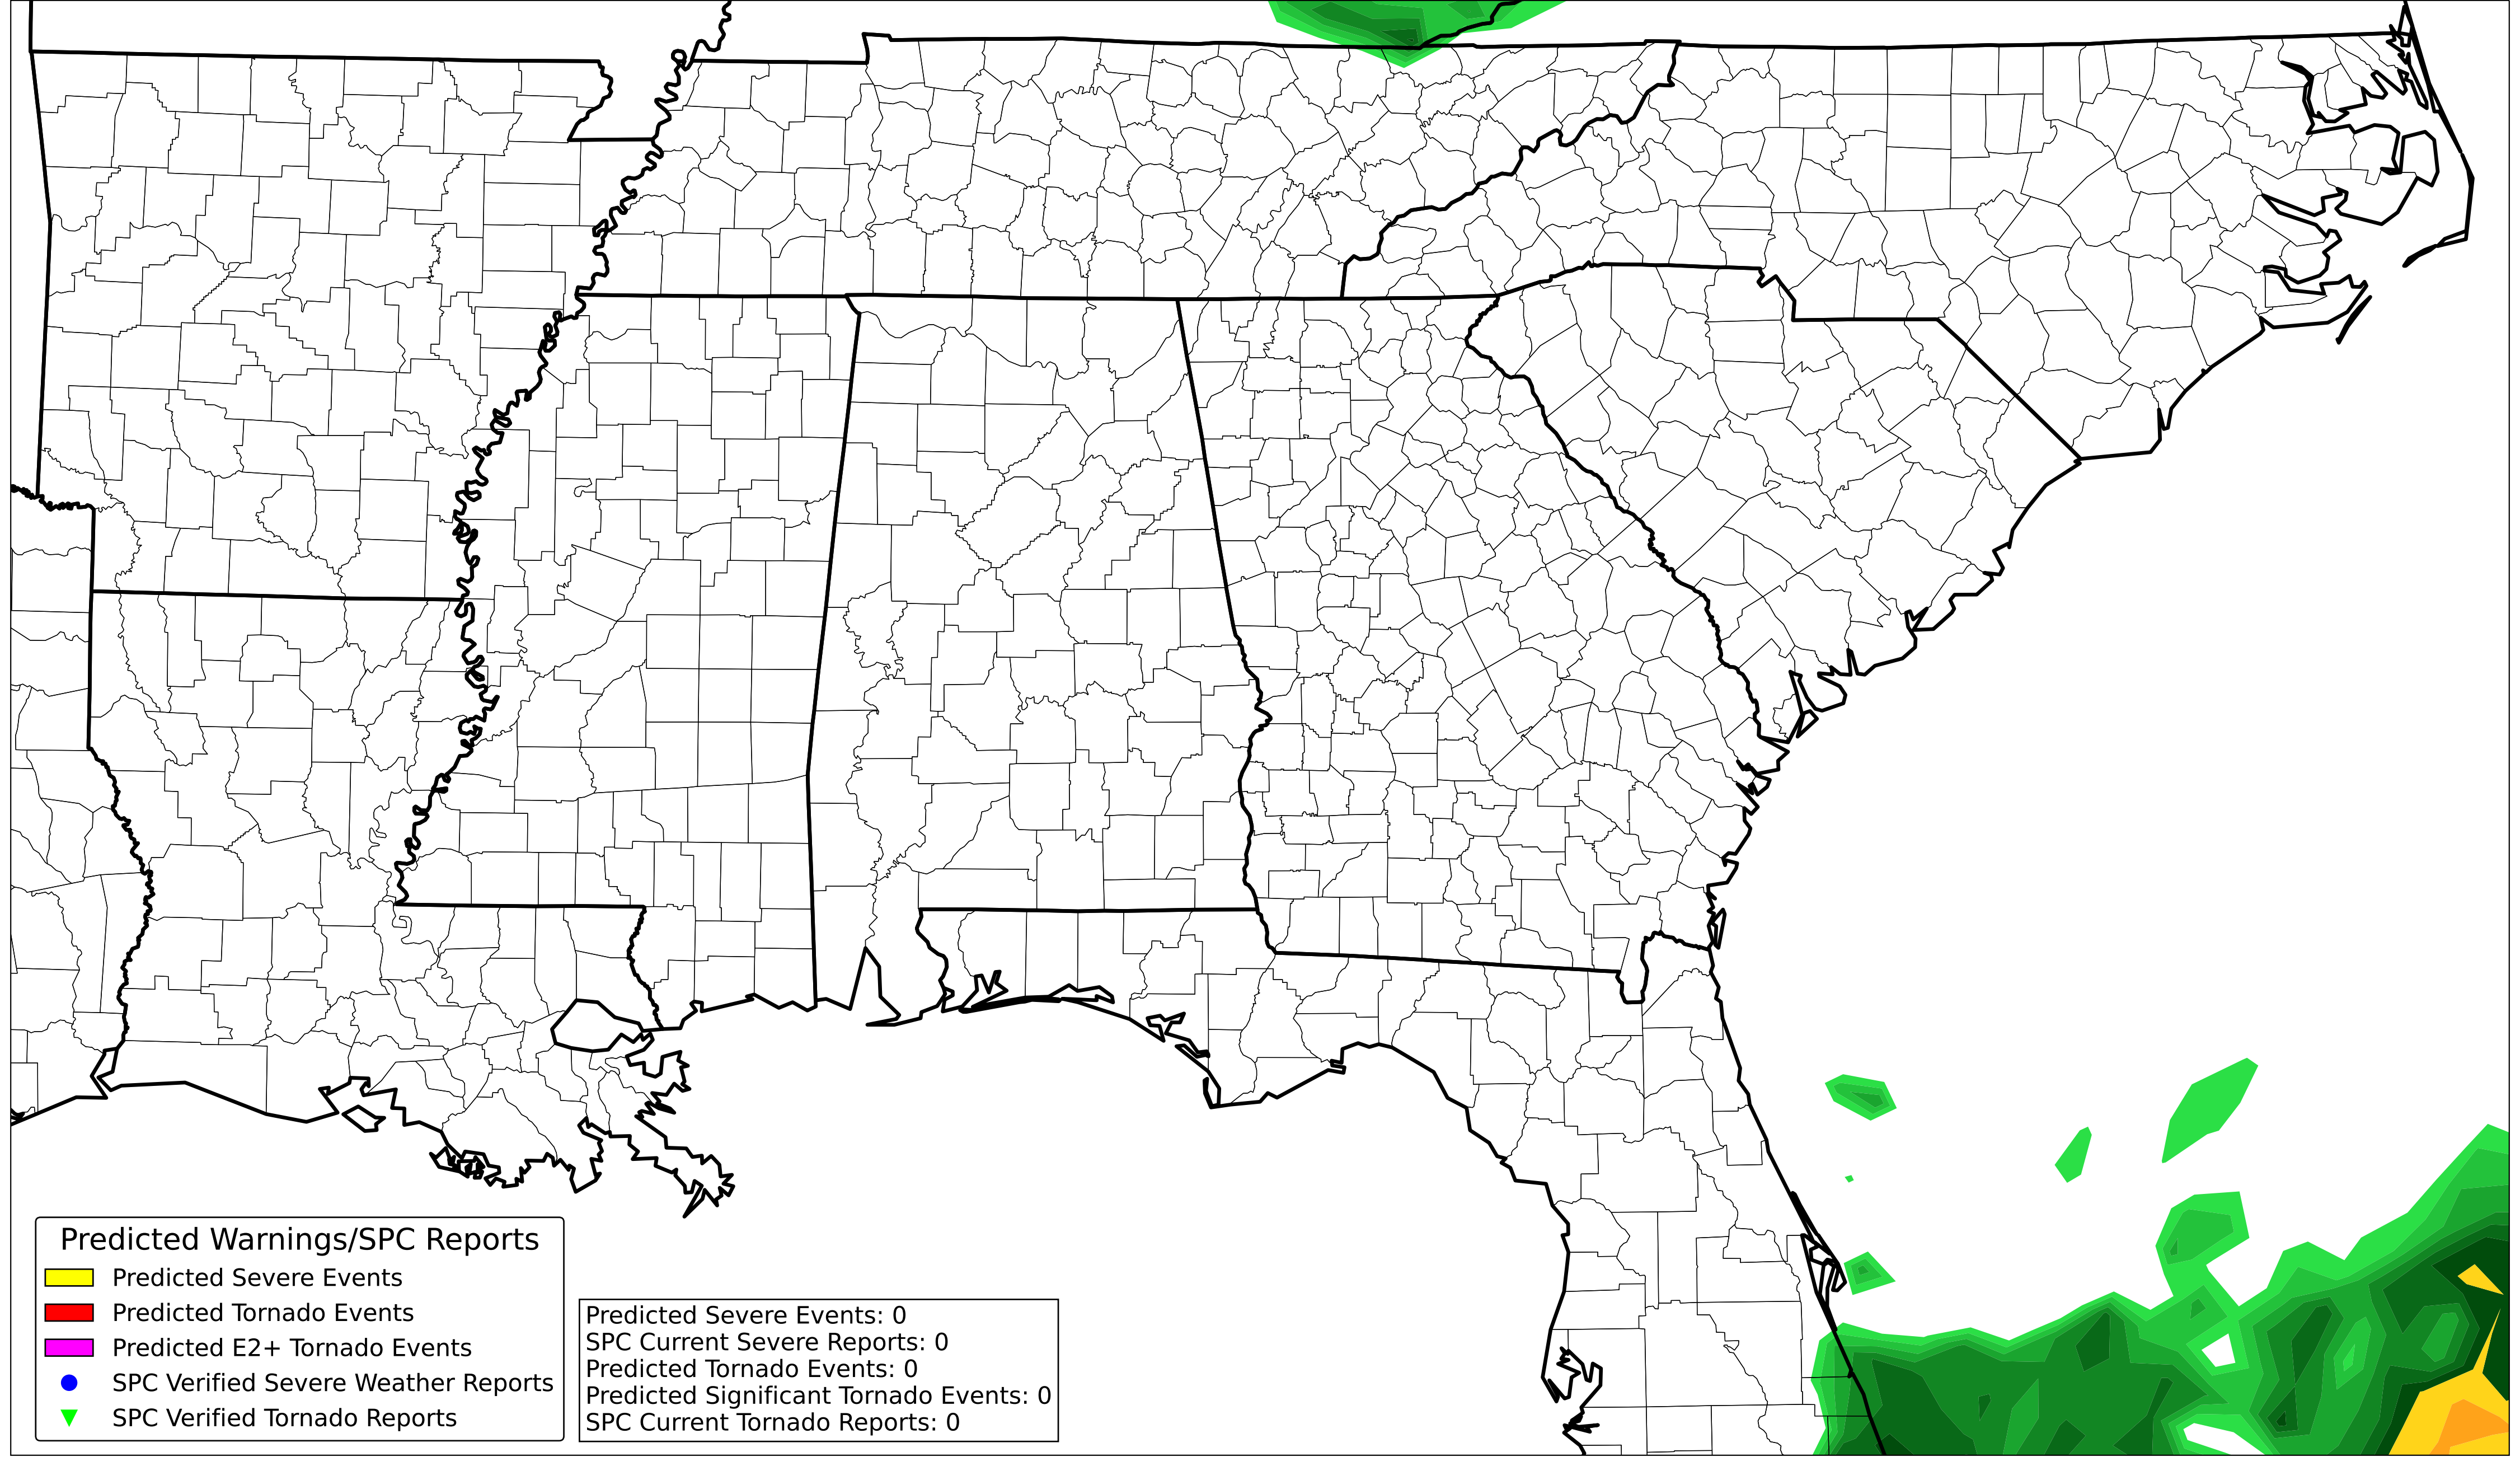 Predicted Warnings/SPC Reports
Predicted Severe Events
Predicted Tornado Events
Predicted E2+ Tornado Events
SPC Verified Severe Weather Reports
SPC Verified Tornado Reports
Predicted Severe Events: 0
SPC Current Severe Reports: 0
Predicted Tornado Events: 0
Predicted Significant Tornado Events: 0
SPC Current Tornado Reports: 0